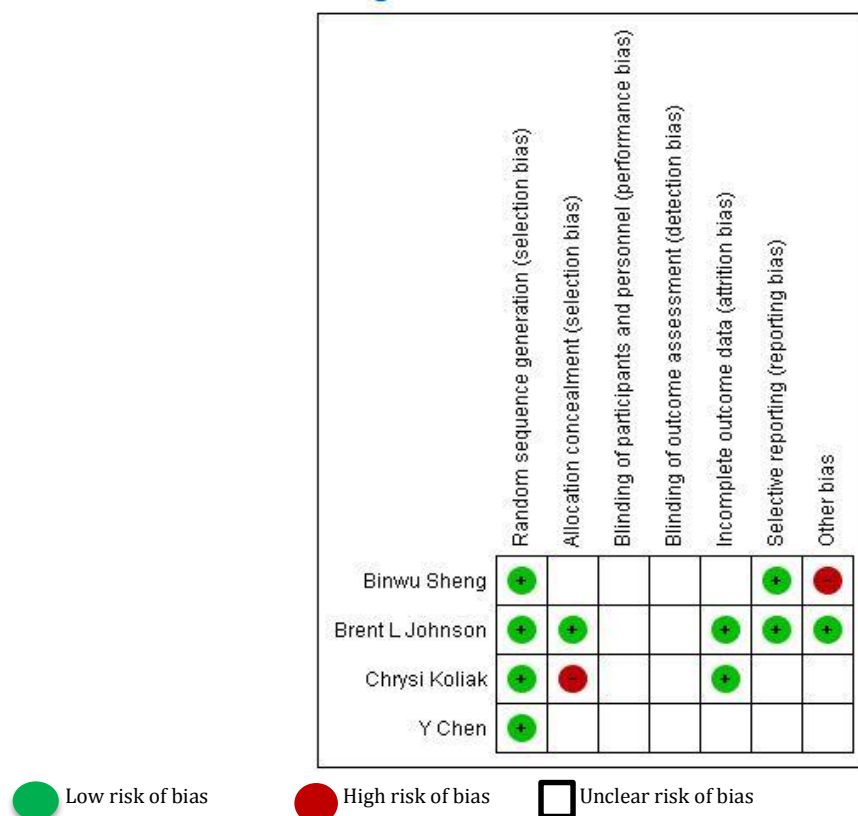 Random sequence generation (selection bias)
Allocation concealment (selection bias)
Blinding of participants and personnel (performance bias)
Blinding of outcome assessment (detection bias)
Incomplete outcome data (attrition bias)
Selective reporting (reporting bias)
Other bias
Binwu Sheng + + -
Brent L Johnson + + + + +
Chrysi Koliak + - +
Y Chen +
Low risk of bias High risk of bias Unclear risk of bias